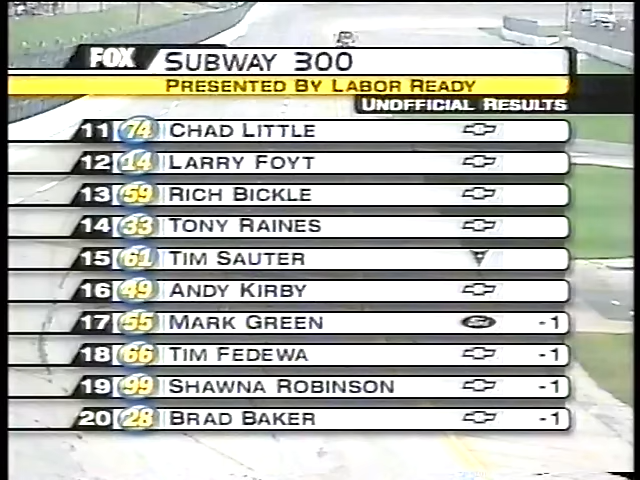 FOX SUBWAY 300
PRESENTED BY LABOR READY
UNOFFICIAL RESULTS
11 74 CHAD LITTLE
12 14 LARRY FOYT
13 59 RICH BICKLE
14 33 TONY RAINES
15 61 TIM SAUTER
16 49 ANDY KIRBY
17 55 MARK GREEN Ford -1
18 66 TIM FEDEWA -1
19 99 SHAWNA ROBINSON -1
20 28 BRAD BAKER -1